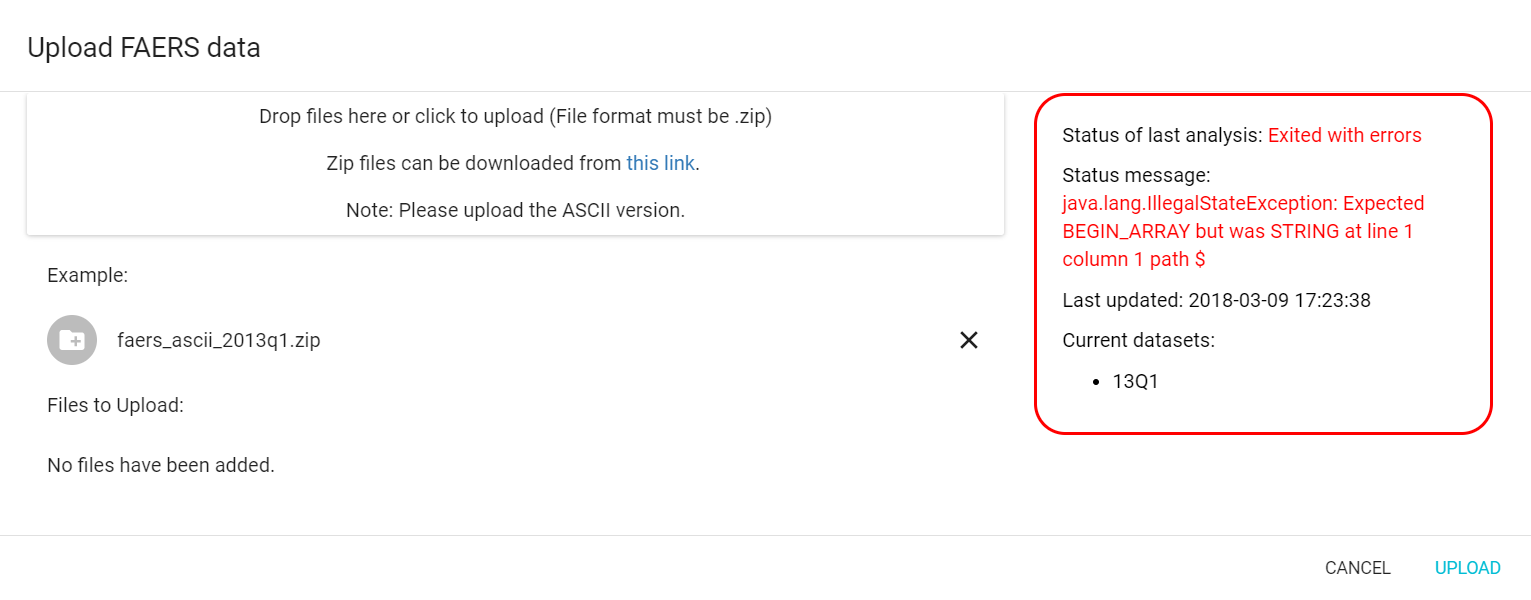 Upload FAERS data
Drop files here or click to upload (File format must be .zip)
Zip files can be downloaded from this link.
Note: Please upload the ASCII version.
Example:
faers_ascii_2013q1.zip
Files to Upload:
No files have been added.
Status of last analysis: Exited with errors
Status message:
java.lang.IllegalStateException: Expected
BEGIN_ARRAY but was STRING at line 1
column 1 path $
Last updated: 2018-03-09 17:23:38
Current datasets:
• 13Q1
CANCEL UPLOAD